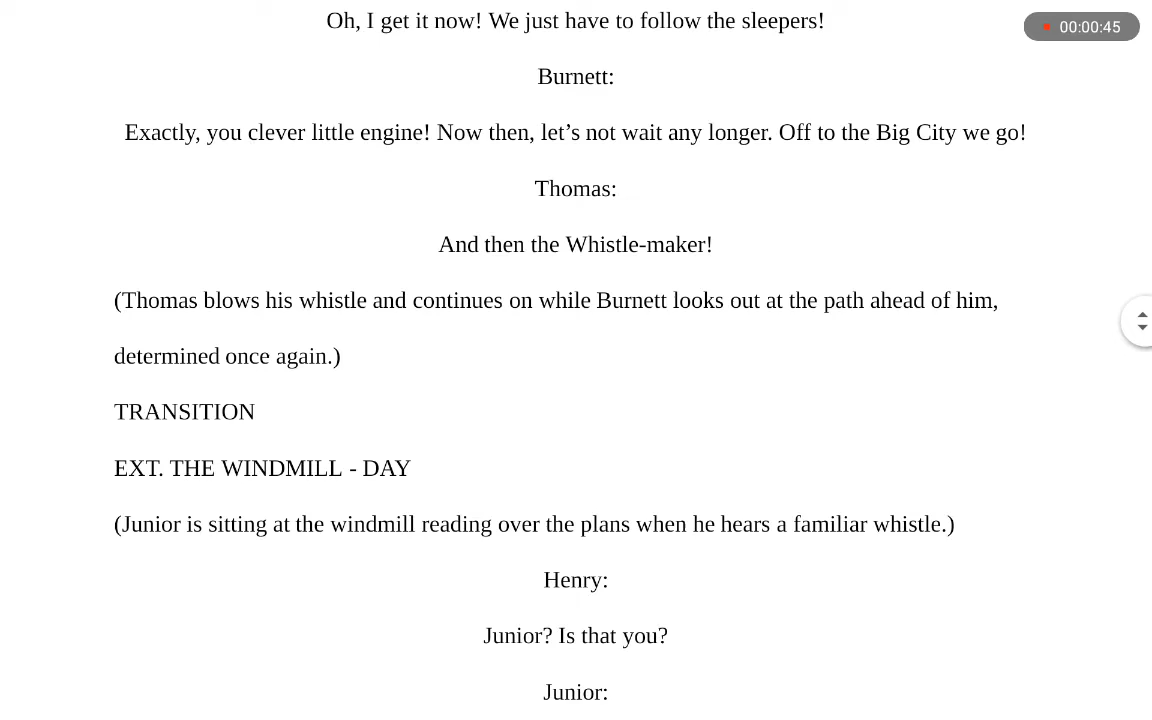 Oh, I get it now! We just have to follow the sleepers!
00:00:45
Burnett:
Exactly, you clever little engine! Now then, let’s not wait any longer. Off to the Big City we go!
Thomas:
And then the Whistle-maker!
(Thomas blows his whistle and continues on while Burnett looks out at the path ahead of him,
determined once again.)
TRANSITION
EXT. THE WINDMILL - DAY
(Junior is sitting at the windmill reading over the plans when he hears a familiar whistle.)
Henry:
Junior? Is that you?
Junior: